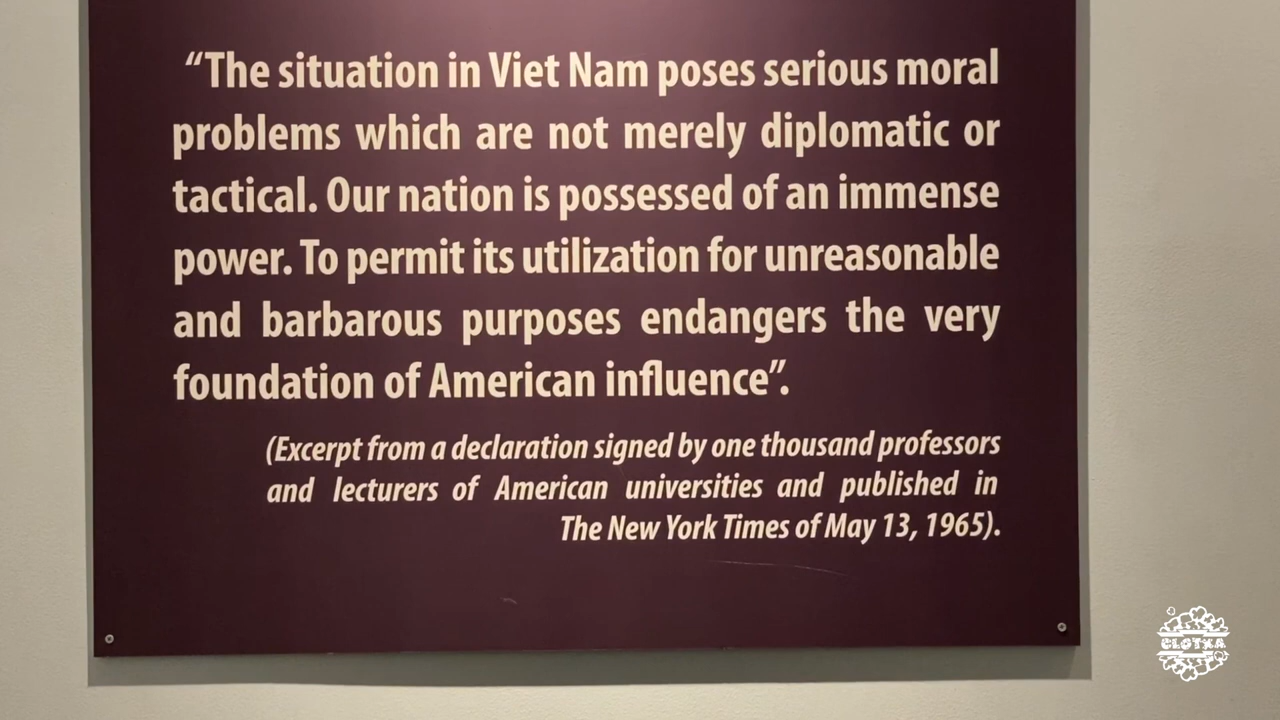 “The situation in Viet Nam poses serious moral
problems which are not merely diplomatic or
tactical. Our nation is possessed of an immense
power. To permit its utilization for unreasonable
and barbarous purposes endangers the very
foundation of American influence”.
(Excerpt from a declaration signed by one thousand professors
and lecturers of American universities and published in
The New York Times of May 13, 1965).
CLOTKA